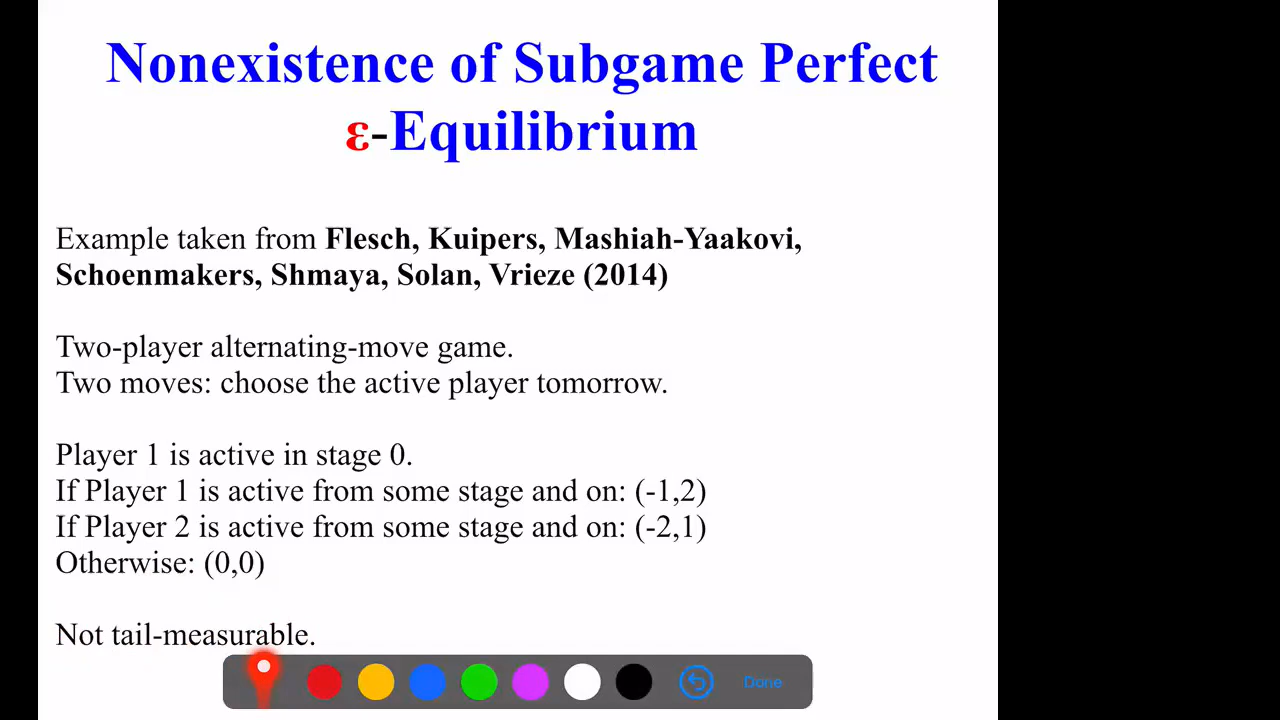 Nonexistence of Subgame Perfect
ε-Equilibrium
Example taken from Flesch, Kuipers, Mashiah-Yaakovi,
Schoenmakers, Shmaya, Solan, Vrieze (2014)
Two-player alternating-move game.
Two moves: choose the active player tomorrow.
Player 1 is active in stage 0.
If Player 1 is active from some stage and on: (-1,2)
If Player 2 is active from some stage and on: (-2,1)
Otherwise: (0,0)
Not tail-measurable.
Done